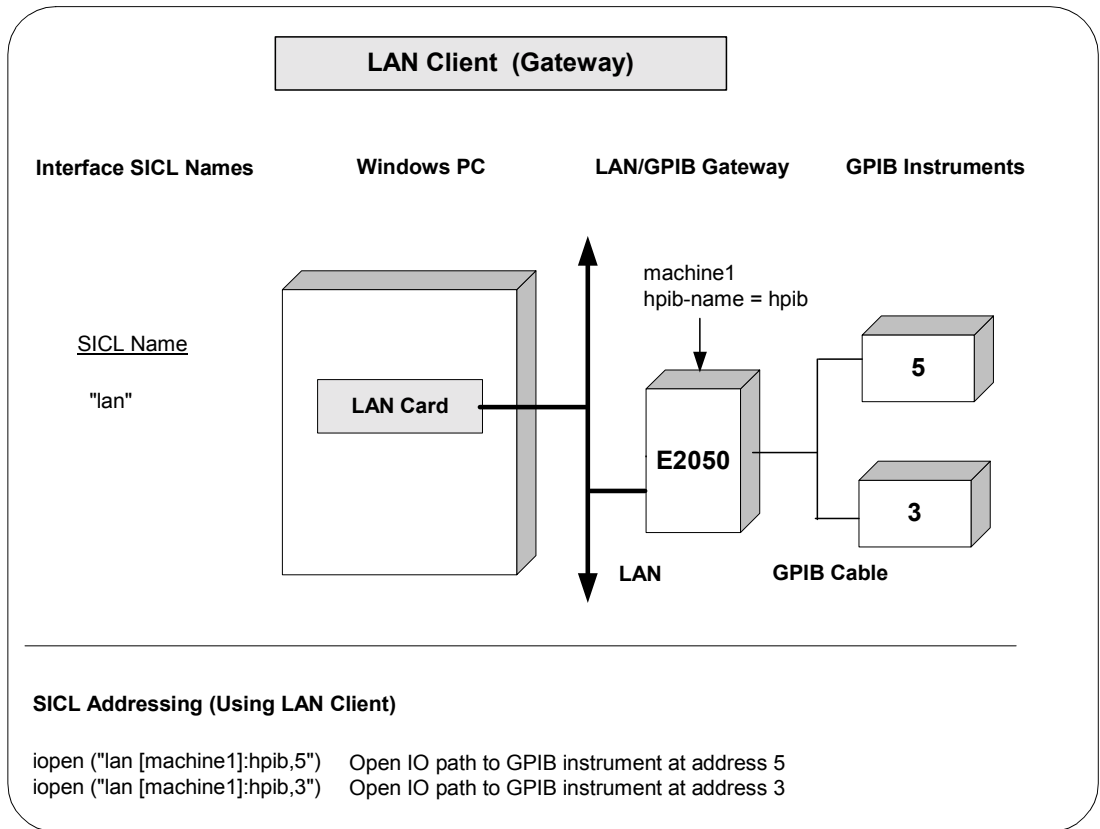 LAN Client (Gateway)
Interface SICL Names
Windows PC
LAN/GPIB Gateway
GPIB Instruments
machine1
hpib-name = hpib
SICL Name
"lan"
LAN Card
E2050
5
3
LAN
GPIB Cable
SICL Addressing (Using LAN Client)
iopen ("lan [machine1]:hpib,5") Open IO path to GPIB instrument at address 5
iopen ("lan [machine1]:hpib,3") Open IO path to GPIB instrument at address 3